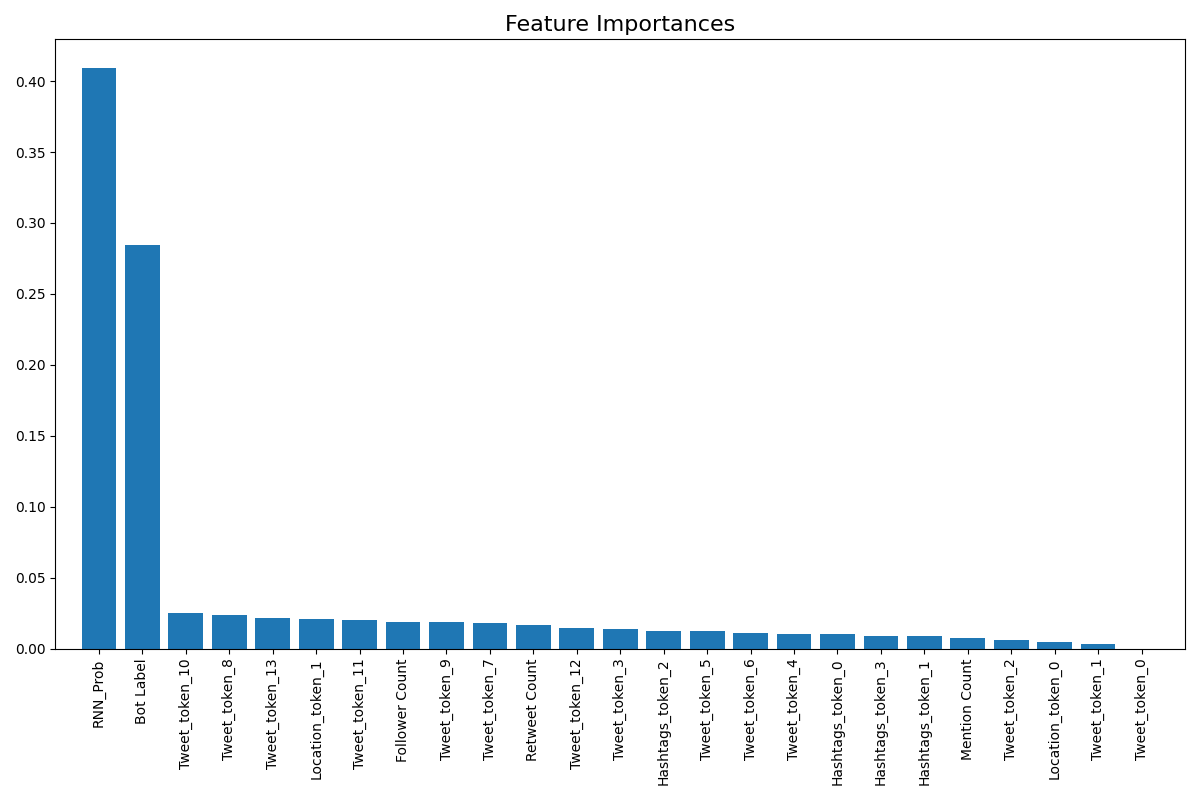 Feature Importances
0.40
0.35
0.30
0.25
0.20
0.15
0.10
0.05
0.00
RNN_Prob
Bot Label
Tweet_token_10
Tweet_token_8
Tweet_token_13
Location_token_1
Tweet_token_11
Follower Count
Tweet_token_9
Tweet_token_7
Retweet Count
Tweet_token_12
Tweet_token_3
Hashtags_token_2
Tweet_token_5
Tweet_token_6
Tweet_token_4
Hashtags_token_0
Hashtags_token_3
Hashtags_token_1
Mention Count
Tweet_token_2
Location_token_0
Tweet_token_1
Tweet_token_0